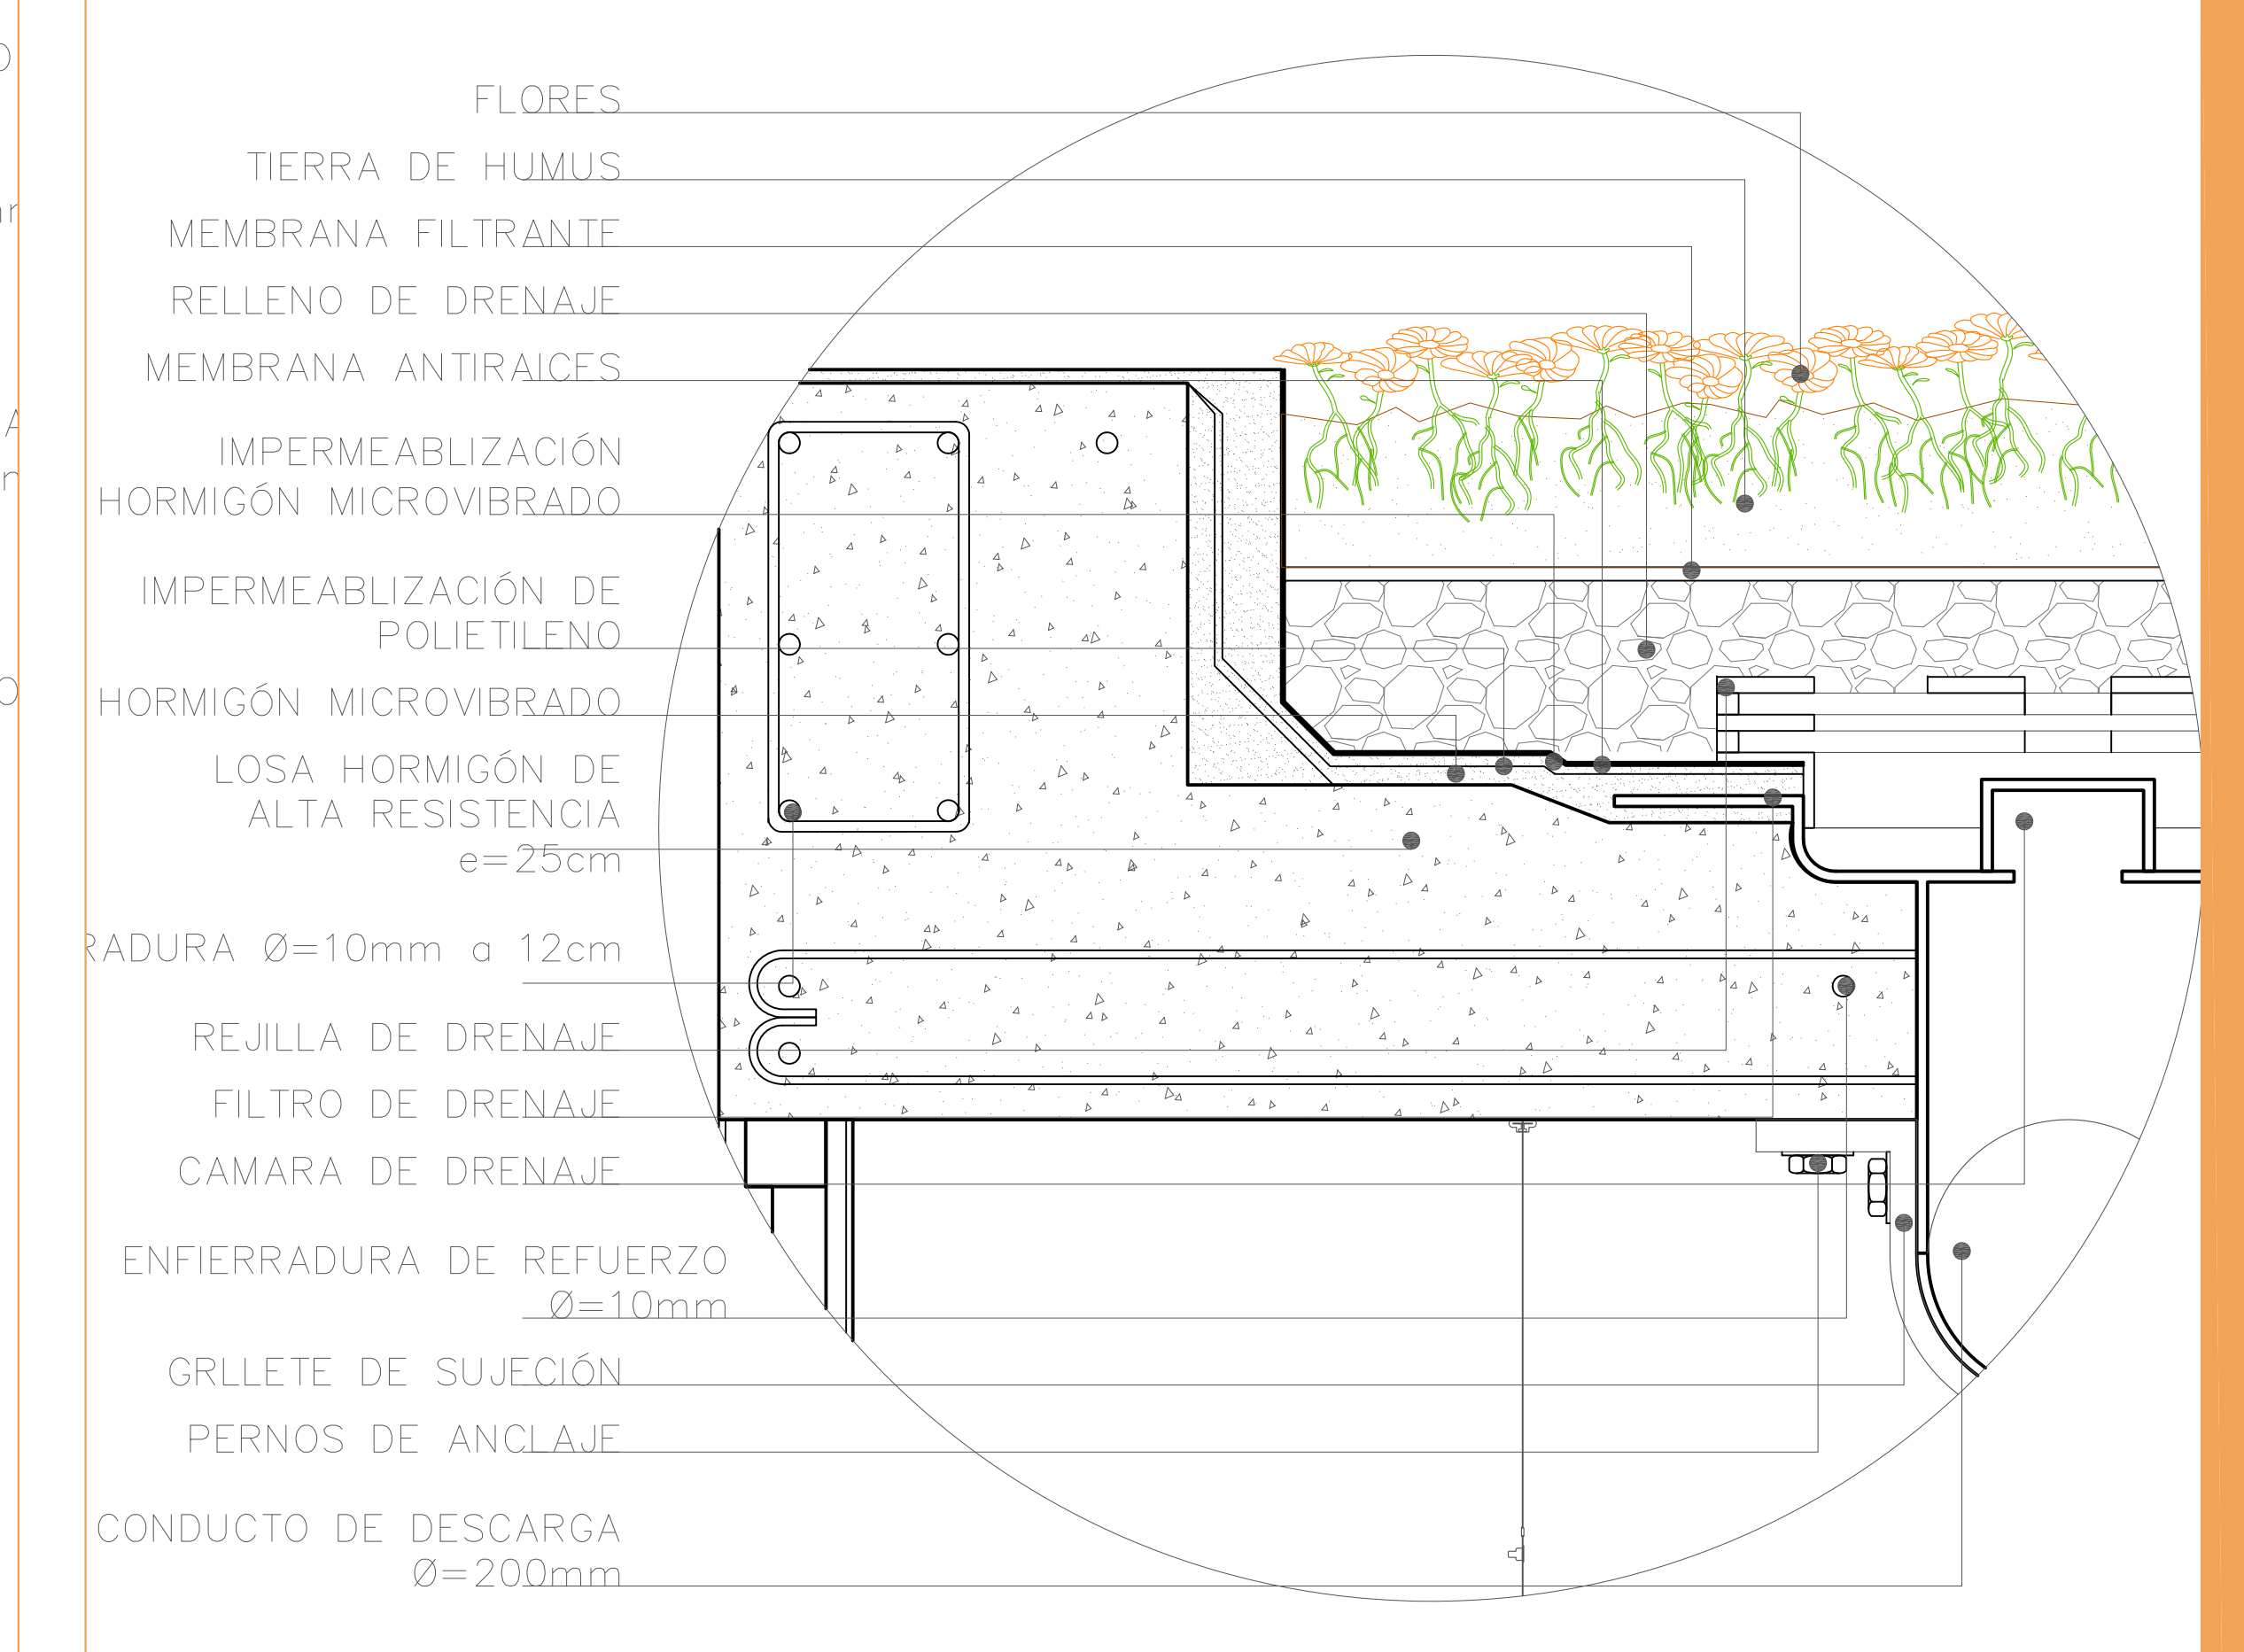 FLORES
TIERRA DE HUMUS
MEMBRANA FILTRANTE
RELLENO DE DRENAJE
MEMBRANA ANTIRAICES
IMPERMEABLIZACIÓN
HORMIGÓN MICROVIBRADO
IMPERMEABLIZACIÓN DE
POLIETILENO
HORMIGÓN MICROVIBRADO
LOSA HORMIGÓN DE
ALTA RESISTENCIA
e=25cm
RADURA Ø=10mm a 12cm
REJILLA DE DRENAJE
FILTRO DE DRENAJE
CAMARA DE DRENAJE
ENFIERRADURA DE REFUERZO
Ø=10mm
GRLLETE DE SUJECIÓN
PERNOS DE ANCLAJE
CONDUCTO DE DESCARGA
Ø=200mm